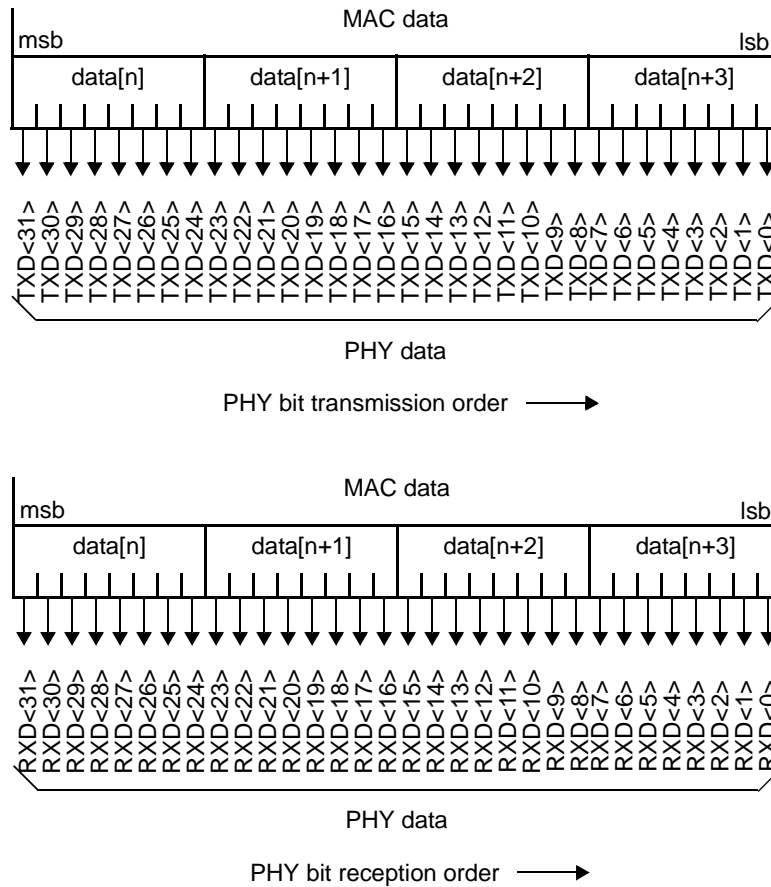 MAC data
msb lsb
data[n] data[n+1] data[n+2] data[n+3]
TXD<31> TXD<30> TXD<29> TXD<28> TXD<27> TXD<26> TXD<25> TXD<24> TXD<23> TXD<22> TXD<21> TXD<20> TXD<19> TXD<18> TXD<17> TXD<16> TXD<15> TXD<14> TXD<13> TXD<12> TXD<11> TXD<10> TXD<9> TXD<8> TXD<7> TXD<6> TXD<5> TXD<4> TXD<3> TXD<2> TXD<1> TXD<0>
PHY data
PHY bit transmission order
MAC data
msb lsb
data[n] data[n+1] data[n+2] data[n+3]
RXD<31> RXD<30> RXD<29> RXD<28> RXD<27> RXD<26> RXD<25> RXD<24> RXD<23> RXD<22> RXD<21> RXD<20> RXD<19> RXD<18> RXD<17> RXD<16> RXD<15> RXD<14> RXD<13> RXD<12> RXD<11> RXD<10> RXD<9> RXD<8> RXD<7> RXD<6> RXD<5> RXD<4> RXD<3> RXD<2> RXD<1> RXD<0>
PHY data
PHY bit reception order